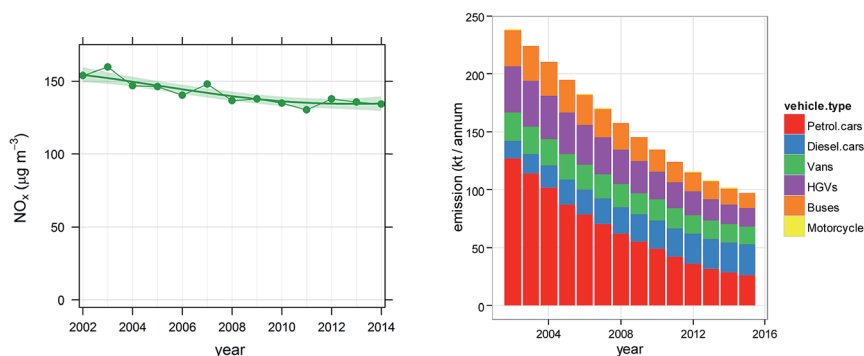 150
100
50
0
NOx (µg m−3)
2002 2004 2006 2008 2010 2012 2014
year
250
200
150
100
50
0
emission (kt / annum
2004 2008 2012 2016
year
vehicle.type
Petrol.cars
Diesel.cars
Vans
HGVs
Buses
Motorcycle